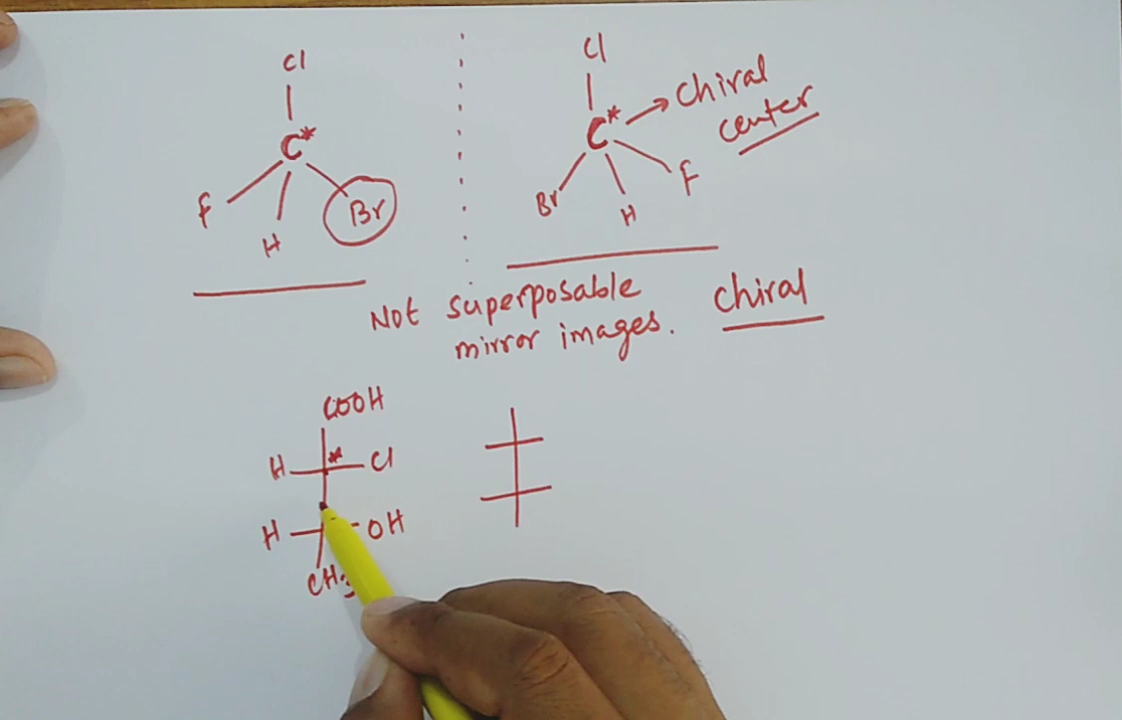 Cl
C*
F
H
Br
Cl
C*
Chiral
center
Br
H
F
Not superposable
mirror images.
Chiral
COOH
H * Cl
H OH
CH3